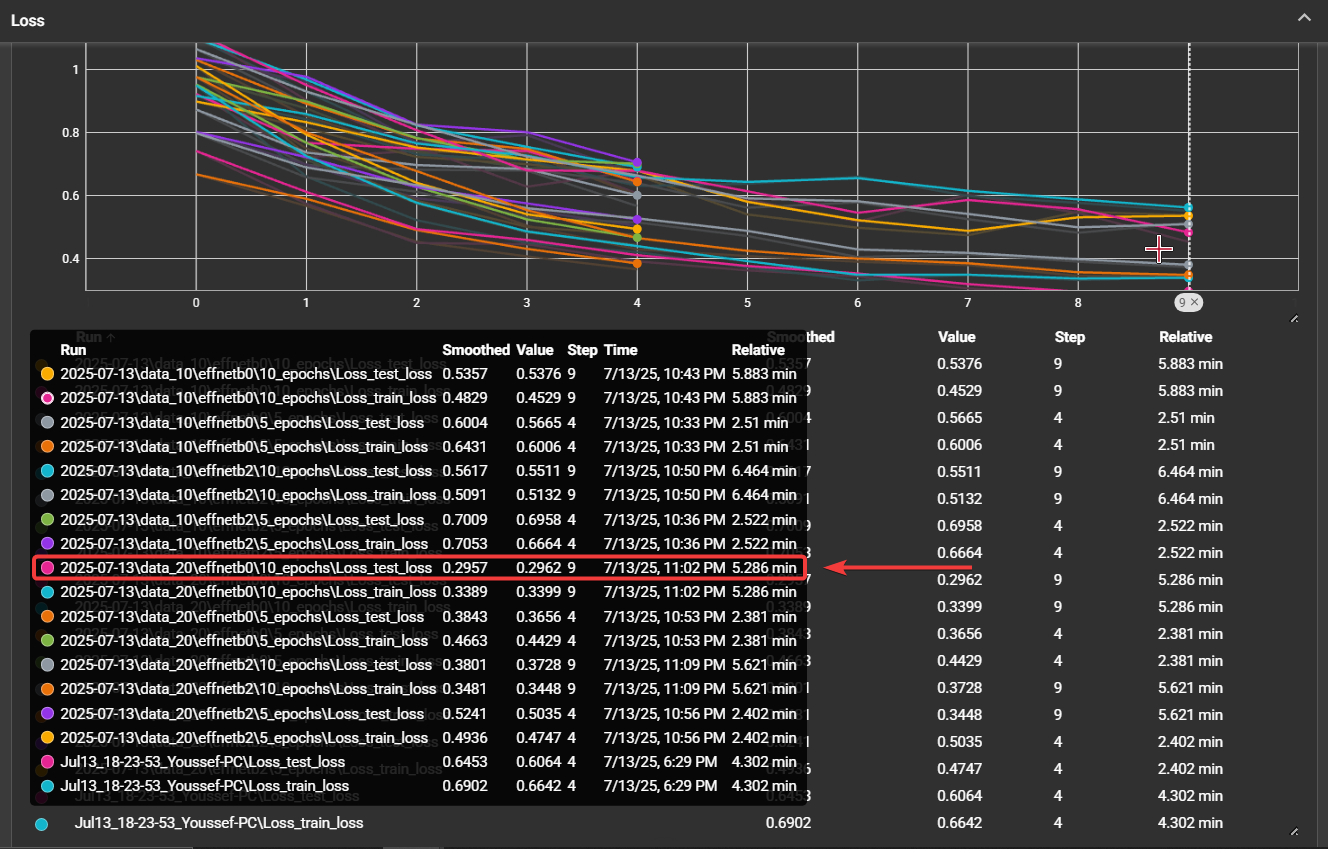 Loss
1
0.8
0.6
0.4
0 1 2 3 4 5 6 7 8 9 ×
Run ↑ Smoothed Value Step Relative
Run Smoothed Value Step Time Relative
2025-07-13\data_10\effnetb0\10_epochs\Loss_test_loss 0.5357 0.5376 9 7/13/25, 10:43 PM 5.883 min
2025-07-13\data_10\effnetb0\10_epochs\Loss_train_loss 0.4829 0.4529 9 7/13/25, 10:43 PM 5.883 min
2025-07-13\data_10\effnetb0\5_epochs\Loss_test_loss 0.6004 0.5665 4 7/13/25, 10:33 PM 2.51 min
2025-07-13\data_10\effnetb0\5_epochs\Loss_train_loss 0.6431 0.6006 4 7/13/25, 10:33 PM 2.51 min
2025-07-13\data_10\effnetb2\10_epochs\Loss_test_loss 0.5617 0.5511 9 7/13/25, 10:50 PM 6.464 min
2025-07-13\data_10\effnetb2\10_epochs\Loss_train_loss 0.5091 0.5132 9 7/13/25, 10:50 PM 6.464 min
2025-07-13\data_10\effnetb2\5_epochs\Loss_test_loss 0.7009 0.6958 4 7/13/25, 10:36 PM 2.522 min
2025-07-13\data_10\effnetb2\5_epochs\Loss_train_loss 0.7053 0.6664 4 7/13/25, 10:36 PM 2.522 min
2025-07-13\data_20\effnetb0\10_epochs\Loss_test_loss 0.2957 0.2962 9 7/13/25, 11:02 PM 5.286 min
2025-07-13\data_20\effnetb0\10_epochs\Loss_train_loss 0.3389 0.3399 9 7/13/25, 11:02 PM 5.286 min
2025-07-13\data_20\effnetb0\5_epochs\Loss_test_loss 0.3843 0.3656 4 7/13/25, 10:53 PM 2.381 min
2025-07-13\data_20\effnetb0\5_epochs\Loss_train_loss 0.4663 0.4429 4 7/13/25, 10:53 PM 2.381 min
2025-07-13\data_20\effnetb2\10_epochs\Loss_test_loss 0.3801 0.3728 9 7/13/25, 11:09 PM 5.621 min
2025-07-13\data_20\effnetb2\10_epochs\Loss_train_loss 0.3481 0.3448 9 7/13/25, 11:09 PM 5.621 min
2025-07-13\data_20\effnetb2\5_epochs\Loss_test_loss 0.5241 0.5035 4 7/13/25, 10:56 PM 2.402 min
2025-07-13\data_20\effnetb2\5_epochs\Loss_train_loss 0.4936 0.4747 4 7/13/25, 10:56 PM 2.402 min
Jul13_18-23-53_Youssef-PC\Loss_test_loss 0.6453 0.6064 4 7/13/25, 6:29 PM 4.302 min
Jul13_18-23-53_Youssef-PC\Loss_train_loss 0.6902 0.6642 4 7/13/25, 6:29 PM 4.302 min
0.5376 9 5.883 min
0.4529 9 5.883 min
0.5665 4 2.51 min
0.6006 4 2.51 min
0.5511 9 6.464 min
0.5132 9 6.464 min
0.6958 4 2.522 min
0.6664 4 2.522 min
0.2962 9 5.286 min
0.3399 9 5.286 min
0.3656 4 2.381 min
0.4429 4 2.381 min
0.3728 9 5.621 min
0.3448 9 5.621 min
0.5035 4 2.402 min
0.4747 4 2.402 min
0.6064 4 4.302 min
Jul13_18-23-53_Youssef-PC\Loss_train_loss 0.6902 0.6642 4 4.302 min